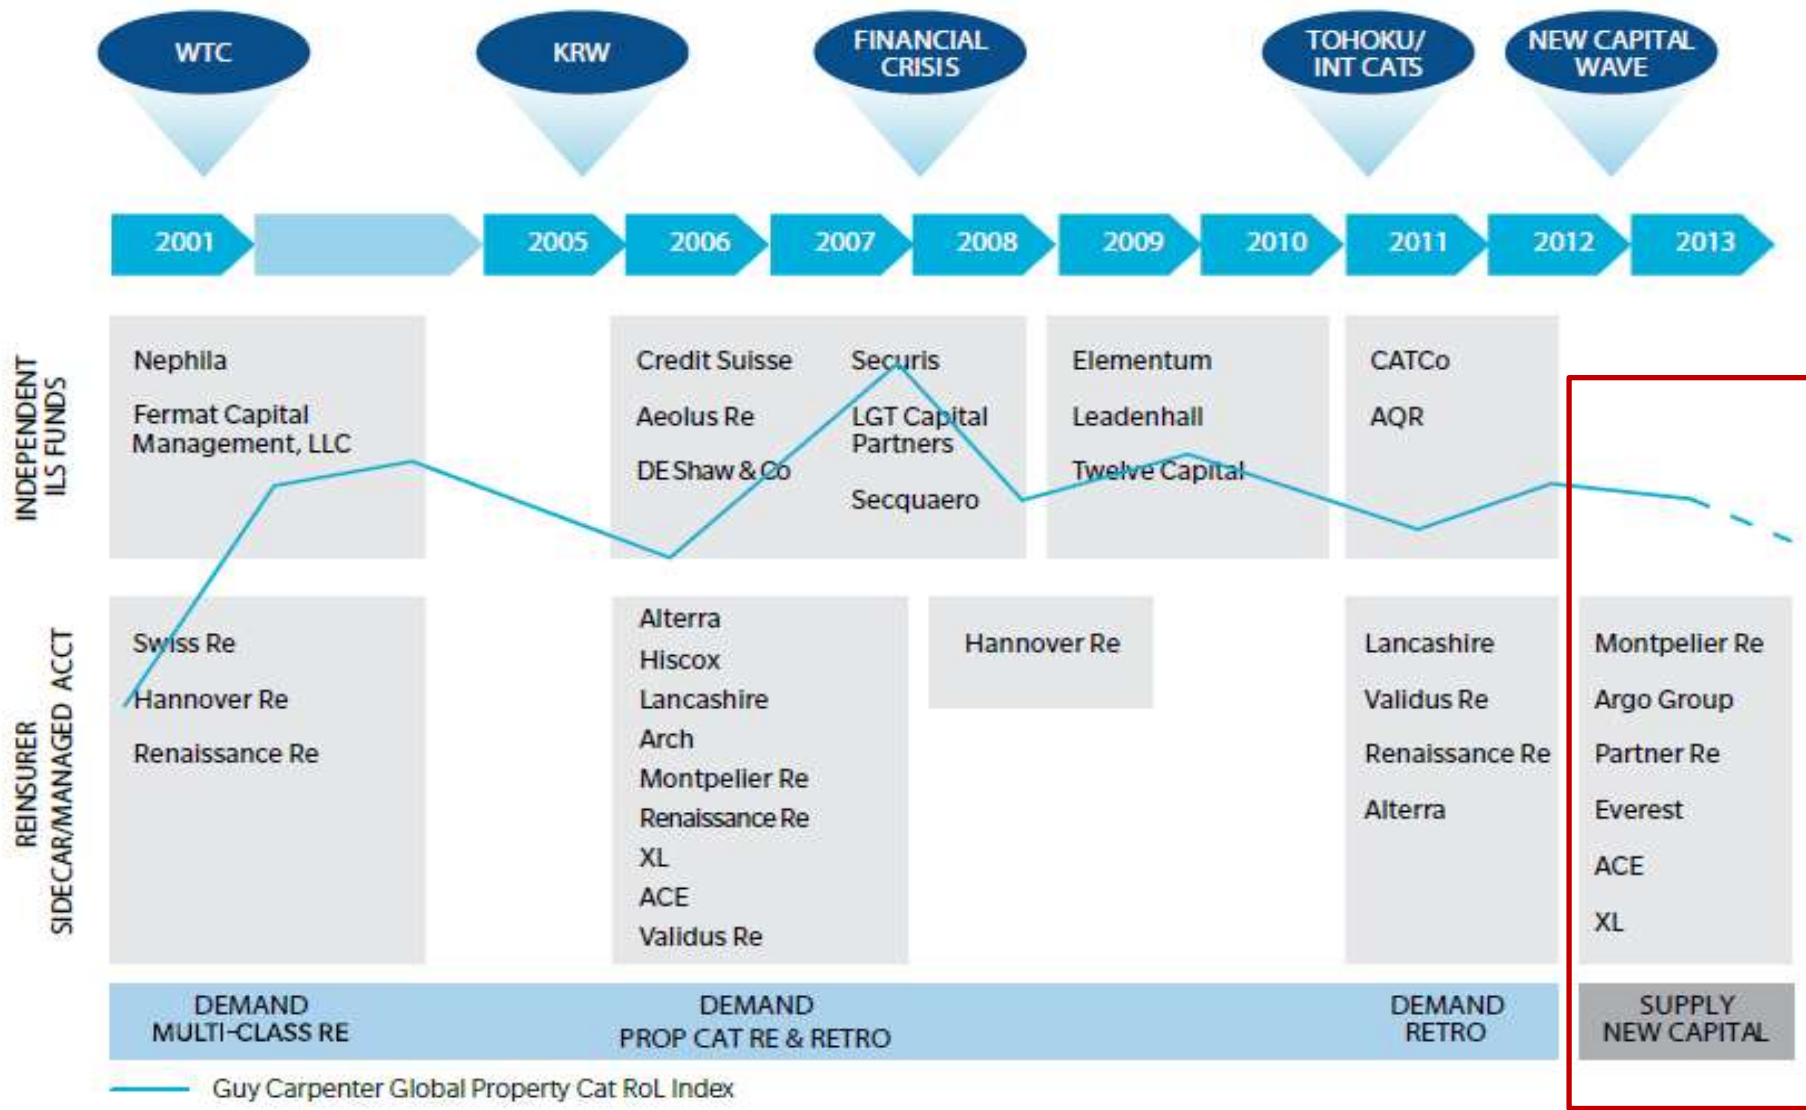 WTC
KRW
FINANCIAL
CRISIS
TOHOKU/
INT CATS
NEW CAPITAL
WAVE
2001
2005
2006
2007
2008
2009
2010
2011
2012
2013
INDEPENDENT
ILS FUNDS
Nephila
Fermat Capital
Management, LLC
Credit Suisse
Aeolus Re
DE Shaw & Co
Securis
LGT Capital
Partners
Secquaero
Elementum
Leadenhall
Twelve Capital
CATCo
AQR
REINSURER
SIDECAR/MANAGED ACCT
Swiss Re
Hannover Re
Renaissance Re
Alterra
Hiscox
Lancashire
Arch
Montpelier Re
Renaissance Re
XL
ACE
Validus Re
Hannover Re
Lancashire
Validus Re
Renaissance Re
Alterra
Montpelier Re
Argo Group
Partner Re
Everest
ACE
XL
DEMAND
MULTI-CLASS RE
DEMAND
PROP CAT RE & RETRO
DEMAND
RETRO
SUPPLY
NEW CAPITAL
Guy Carpenter Global Property Cat RoL Index